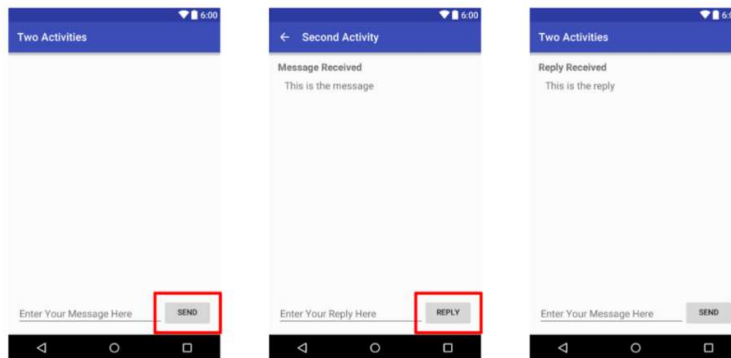 6:00
Two Activities
Enter Your Message Here
SEND
6:00
Second Activity
Message Received
This is the message
Enter Your Reply Here
REPLY
Two Activities
Reply Received
This is the reply
Enter Your Message Here
SEND